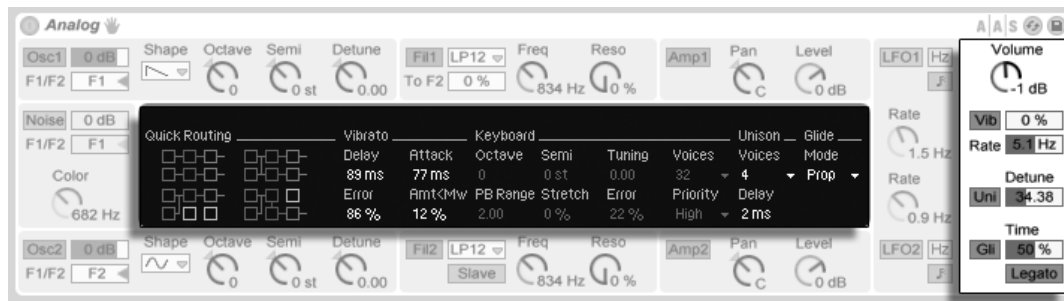 Analog
A|A|S
Osc1 0 dB Shape Octave Semi Detune Fil1 LP12 Freq Reso Amp1 Pan Level LFO1 Hz Volume
F1/F2 F1 0 0 st 0.00 To F2 0 % 834 Hz 0 % C 0 dB -1 dB
Noise 0 dB Quick Routing Vibrato Keyboard Unison Glide Rate Vib 0 %
F1/F2 F1 Delay Attack Octave Semi Tuning Voices Voices Mode 1.5 Hz Rate 5.1 Hz
89 ms 77 ms 0 0 st 0.00 32 4 Prop
Color Error Amt<Mw PB Range Stretch Error Priority Delay Rate Detune
682 Hz 86 % 12 % 2.00 0 % 22 % High 2 ms 0.9 Hz Uni 34.38
Osc2 0 dB Shape Octave Semi Detune Fil2 LP12 Freq Reso Amp2 Pan Level LFO2 Hz Time
Gli 50 %
F1/F2 F2 0 0 st 0.00 Slave 834 Hz 0 % C 0 dB Legato